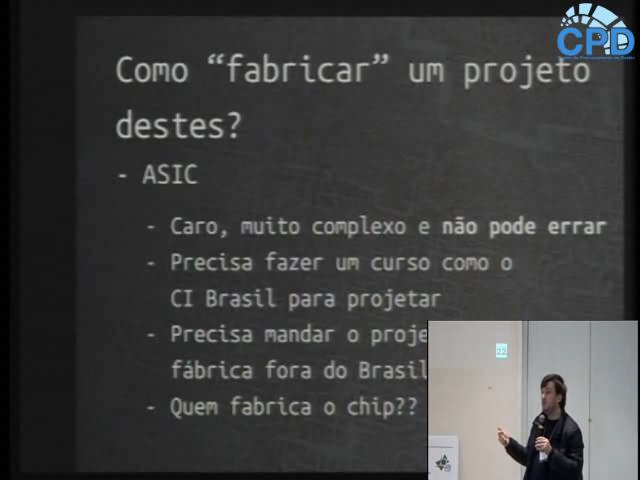 CPD
Como “fabricar” um projeto
destes?
- ASIC
- Caro, muito complexo e não pode errar
- Precisa fazer um curso como o
CI Brasil para projetar
- Precisa mandar o proje
fábrica fora do Brasil
- Quem fabrica o chip??
22